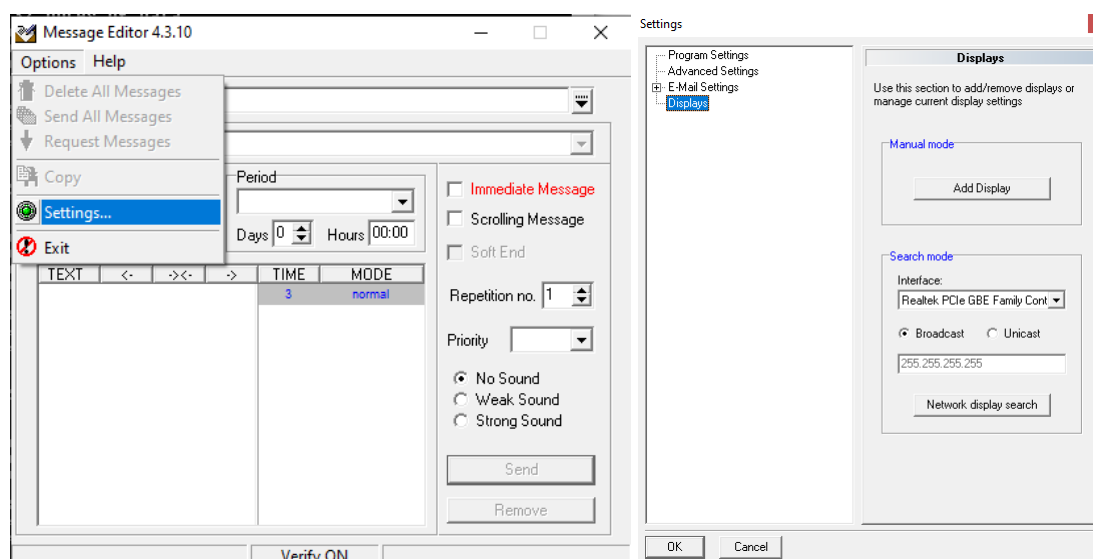 Message Editor 4.3.10
Options Help
Delete All Messages
Send All Messages
Request Messages
Copy
Settings...
Exit
Period
Days 0 Hours 00:00
TEXT <- -><- -> TIME MODE
3 normal
Immediate Message
Scrolling Message
Soft End
Repetition no. 1
Priority
No Sound
Weak Sound
Strong Sound
Send
Remove
Verify ON
Settings
Program Settings
Advanced Settings
E-Mail Settings
Displays
Displays
Use this section to add/remove displays or
manage current display settings
Manual mode
Add Display
Search mode
Interface:
Realtek PCIe GBE Family Cont
Broadcast Unicast
255.255.255.255
Network display search
OK Cancel